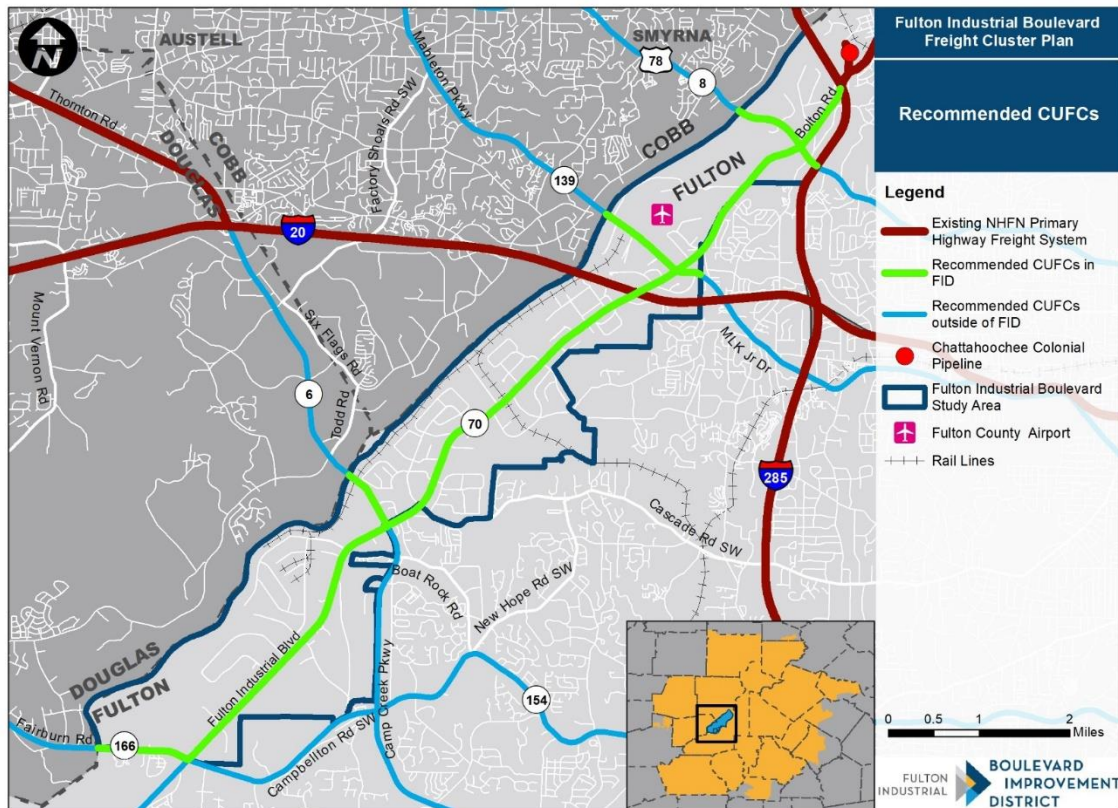 Fulton Industrial Boulevard
Freight Cluster Plan
Recommended CUFCs
Legend
Existing NHFN Primary
Highway Freight System
Recommended CUFCs in
FID
Recommended CUFCs
outside of FID
Chattahoochee Colonial
Pipeline
Fulton Industrial Boulevard
Study Area
Fulton County Airport
Rail Lines
0 0.5 1 2
Miles
FULTON
INDUSTRIAL
BOULEVARD
IMPROVEMENT
DISTRICT
N
AUSTELL
SMYRNA
78
8
Mableton Pkwy
Thornton Rd
Factory Shoals Rd SW
Bolton Rd
COBB
DOUGLAS
COBB
FULTON
139
20
Mount Vernon Rd
Six Flags Rd
MLK Jr Dr
6
Todd Rd
70
285
Cascade Rd SW
Boat Rock Rd
New Hope Rd SW
DOUGLAS
FULTON
Fulton Industrial Blvd
Camp Creek Pkwy
154
Fairburn Rd
166
Campbellton Rd SW